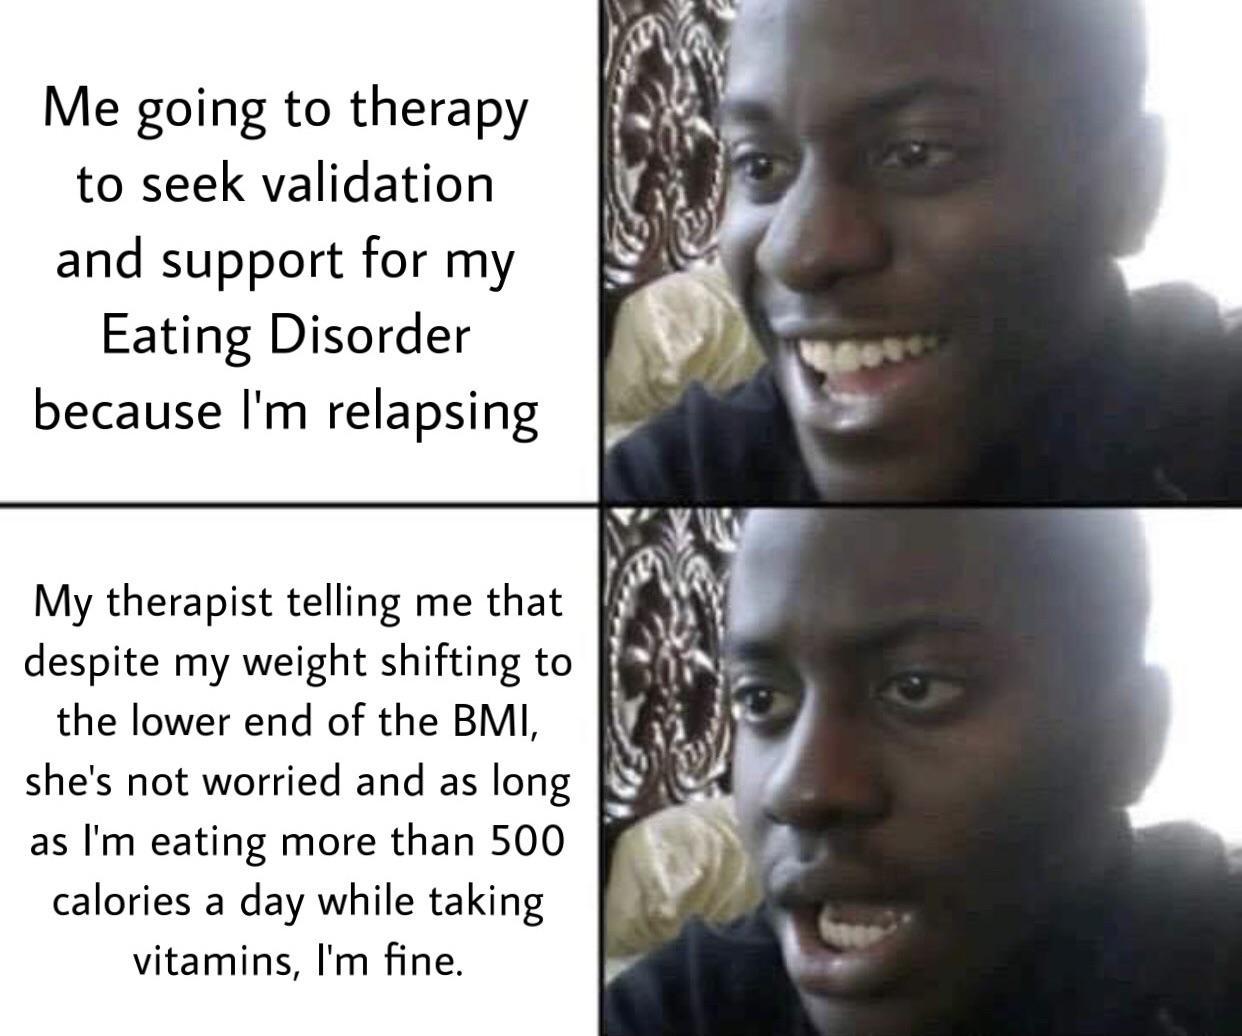 Me going to therapy
to seek validation
and support for my
Eating Disorder
because I'm relapsing
My therapist telling me that
despite my weight shifting to
the lower end of the BMI,
she's not worried and as long
as I'm eating more than 500
calories a day while taking
vitamins, I'm fine.